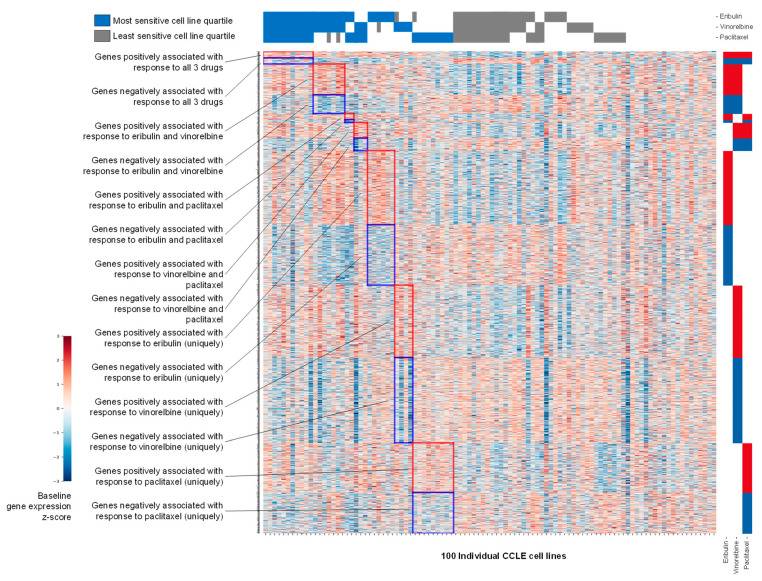 Most sensitive cell line quartile
Least sensitive cell line quartile
- Eribulin
- Vinorelbine
- Paclitaxel
Genes positively associated with
response to all 3 drugs
Genes negatively associated with
response to all 3 drugs
Genes positively associated with
response to eribulin and vinorelbine
Genes negatively associated with
response to eribulin and vinorelbine
Genes positively associated with
response to eribulin and paclitaxel
Genes negatively associated with
response to eribulin and paclitaxel
Genes positively associated with
response to vinorelbine and
paclitaxel
Genes negatively associated with
response to vinorelbine and
paclitaxel
Genes positively associated with
response to eribulin (uniquely)
Genes negatively associated with
response to eribulin (uniquely)
Genes positively associated with
response to vinorelbine (uniquely)
Genes negatively associated with
response to vinorelbine (uniquely)
Genes positively associated with
response to paclitaxel (uniquely)
Genes negatively associated with
response to paclitaxel (uniquely)
Baseline
gene expression
z-score
100 Individual CCLE cell lines
Eribulin -
Vinorelbine -
Paclitaxel -